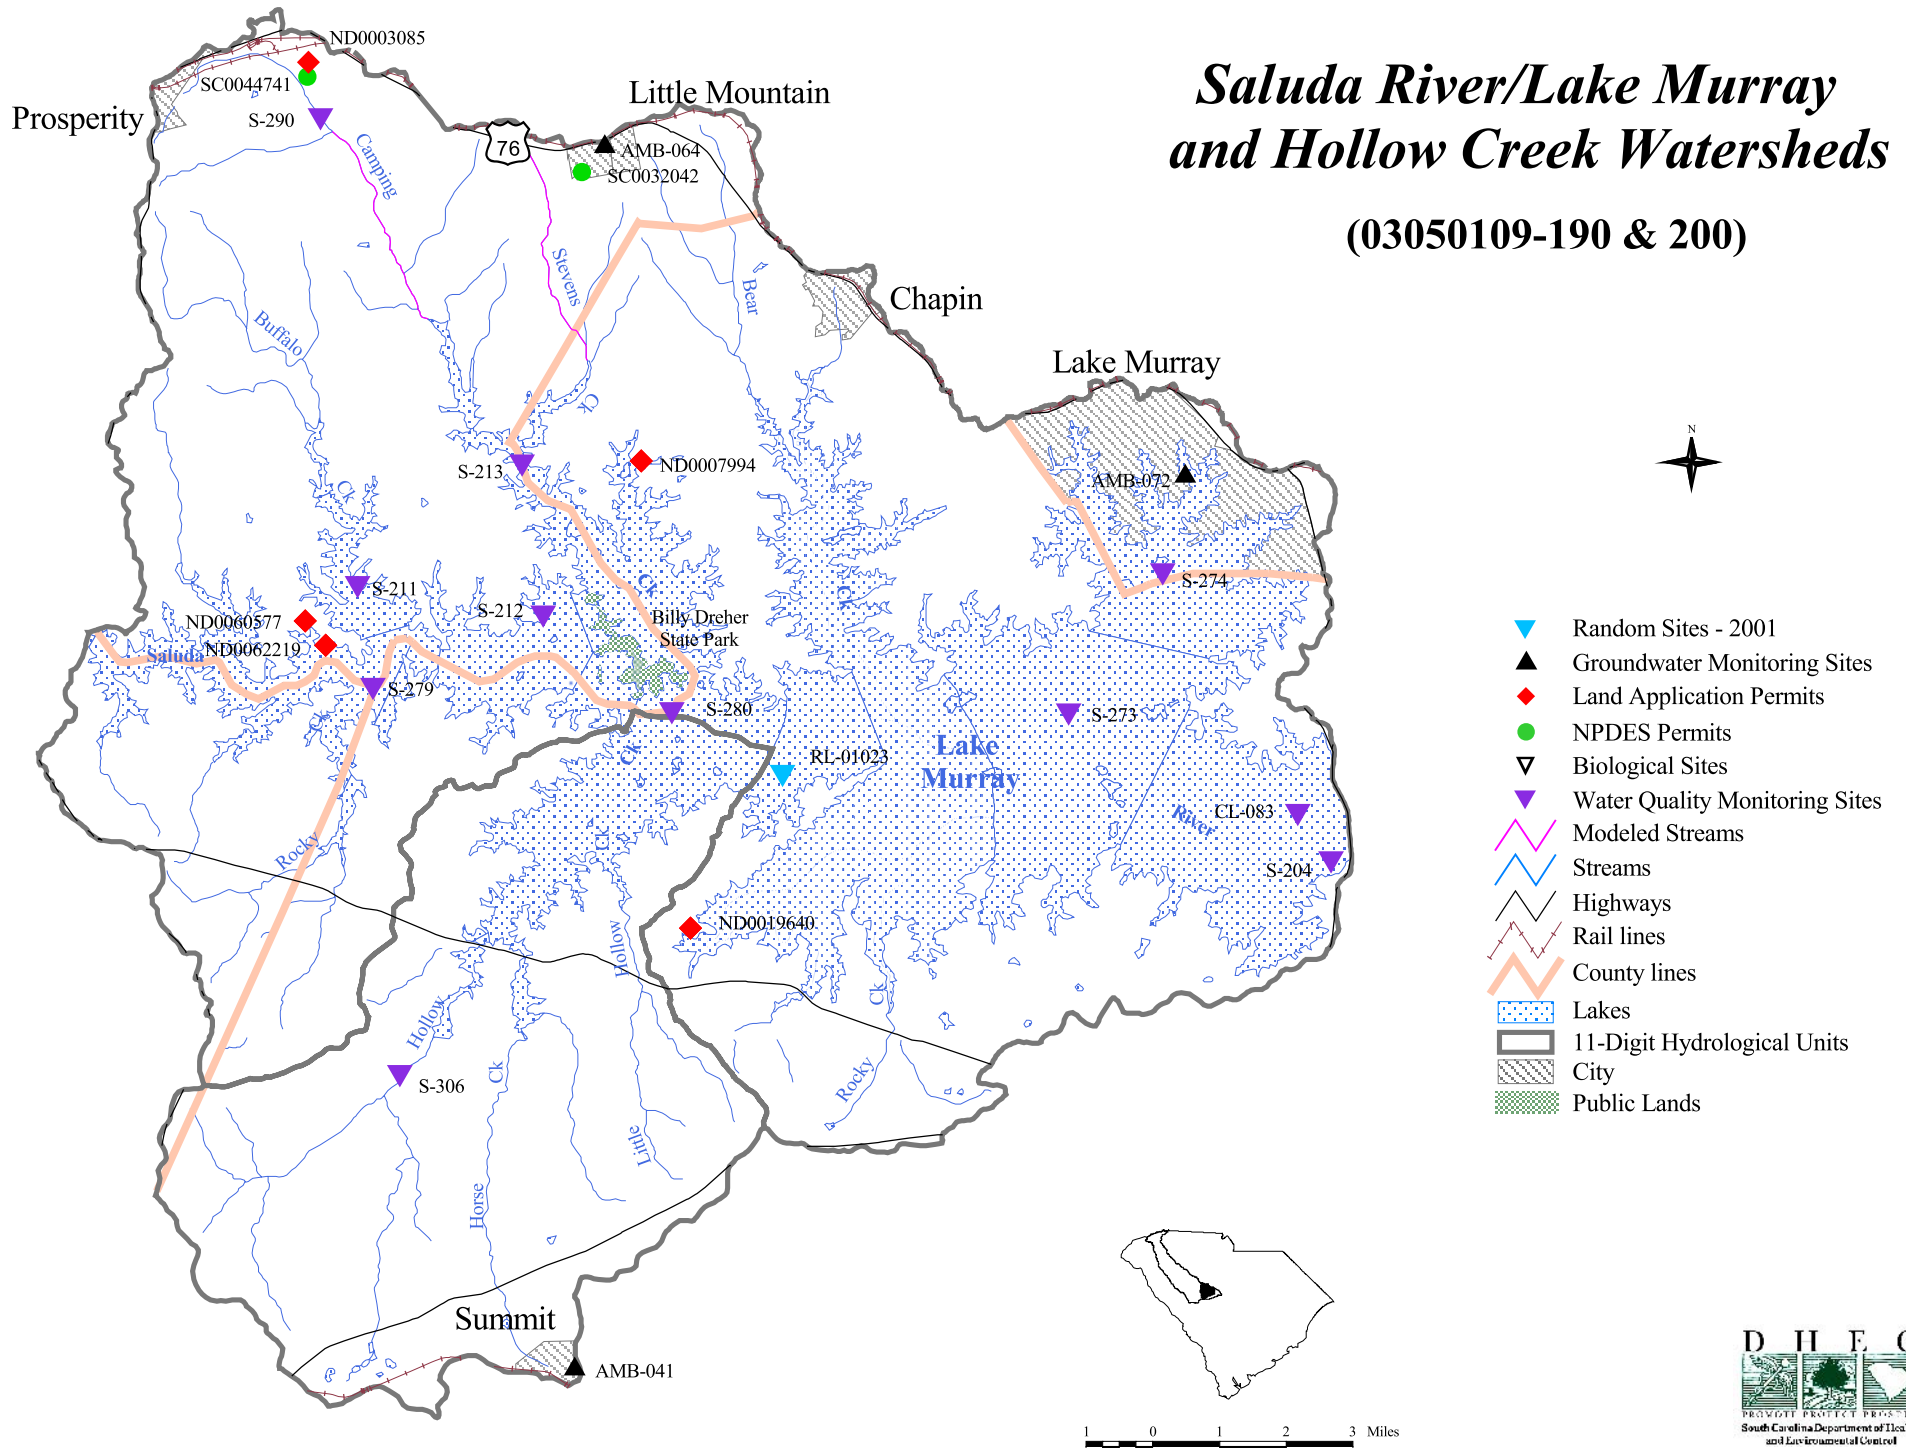 Saluda River/Lake Murray
and Hollow Creek Watersheds
(03050109-190 & 200)
ND0003085
SC0044741
S-290
Prosperity
Little Mountain
76
AMB-064
SC0032042
Camping
Stevens
Bear
Buffalo
Chapin
Lake Murray
Ck
S-213
ND0007994
AMB-072
Ck
S-211
S-212
Ck
Ck
S-274
ND0060577
ND0062219
Saluda
Billy Dreher
State Park
S-279
S-280
S-273
Ck
Ck
RL-01023
Lake
Murray
CL-083
River
S-204
Rocky
Ck
ND0019640
Hollow
Ck
Hollow
Ck
Rocky
S-306
Little
Horse
Summit
AMB-041
N
Random Sites - 2001
Groundwater Monitoring Sites
Land Application Permits
NPDES Permits
Biological Sites
Water Quality Monitoring Sites
Modeled Streams
Streams
Highways
Rail lines
County lines
Lakes
11-Digit Hydrological Units
City
Public Lands
1 0 1 2 3 Miles
D H E
PROMOTE PROTECT
South Carolina Department of
and Environmental Control